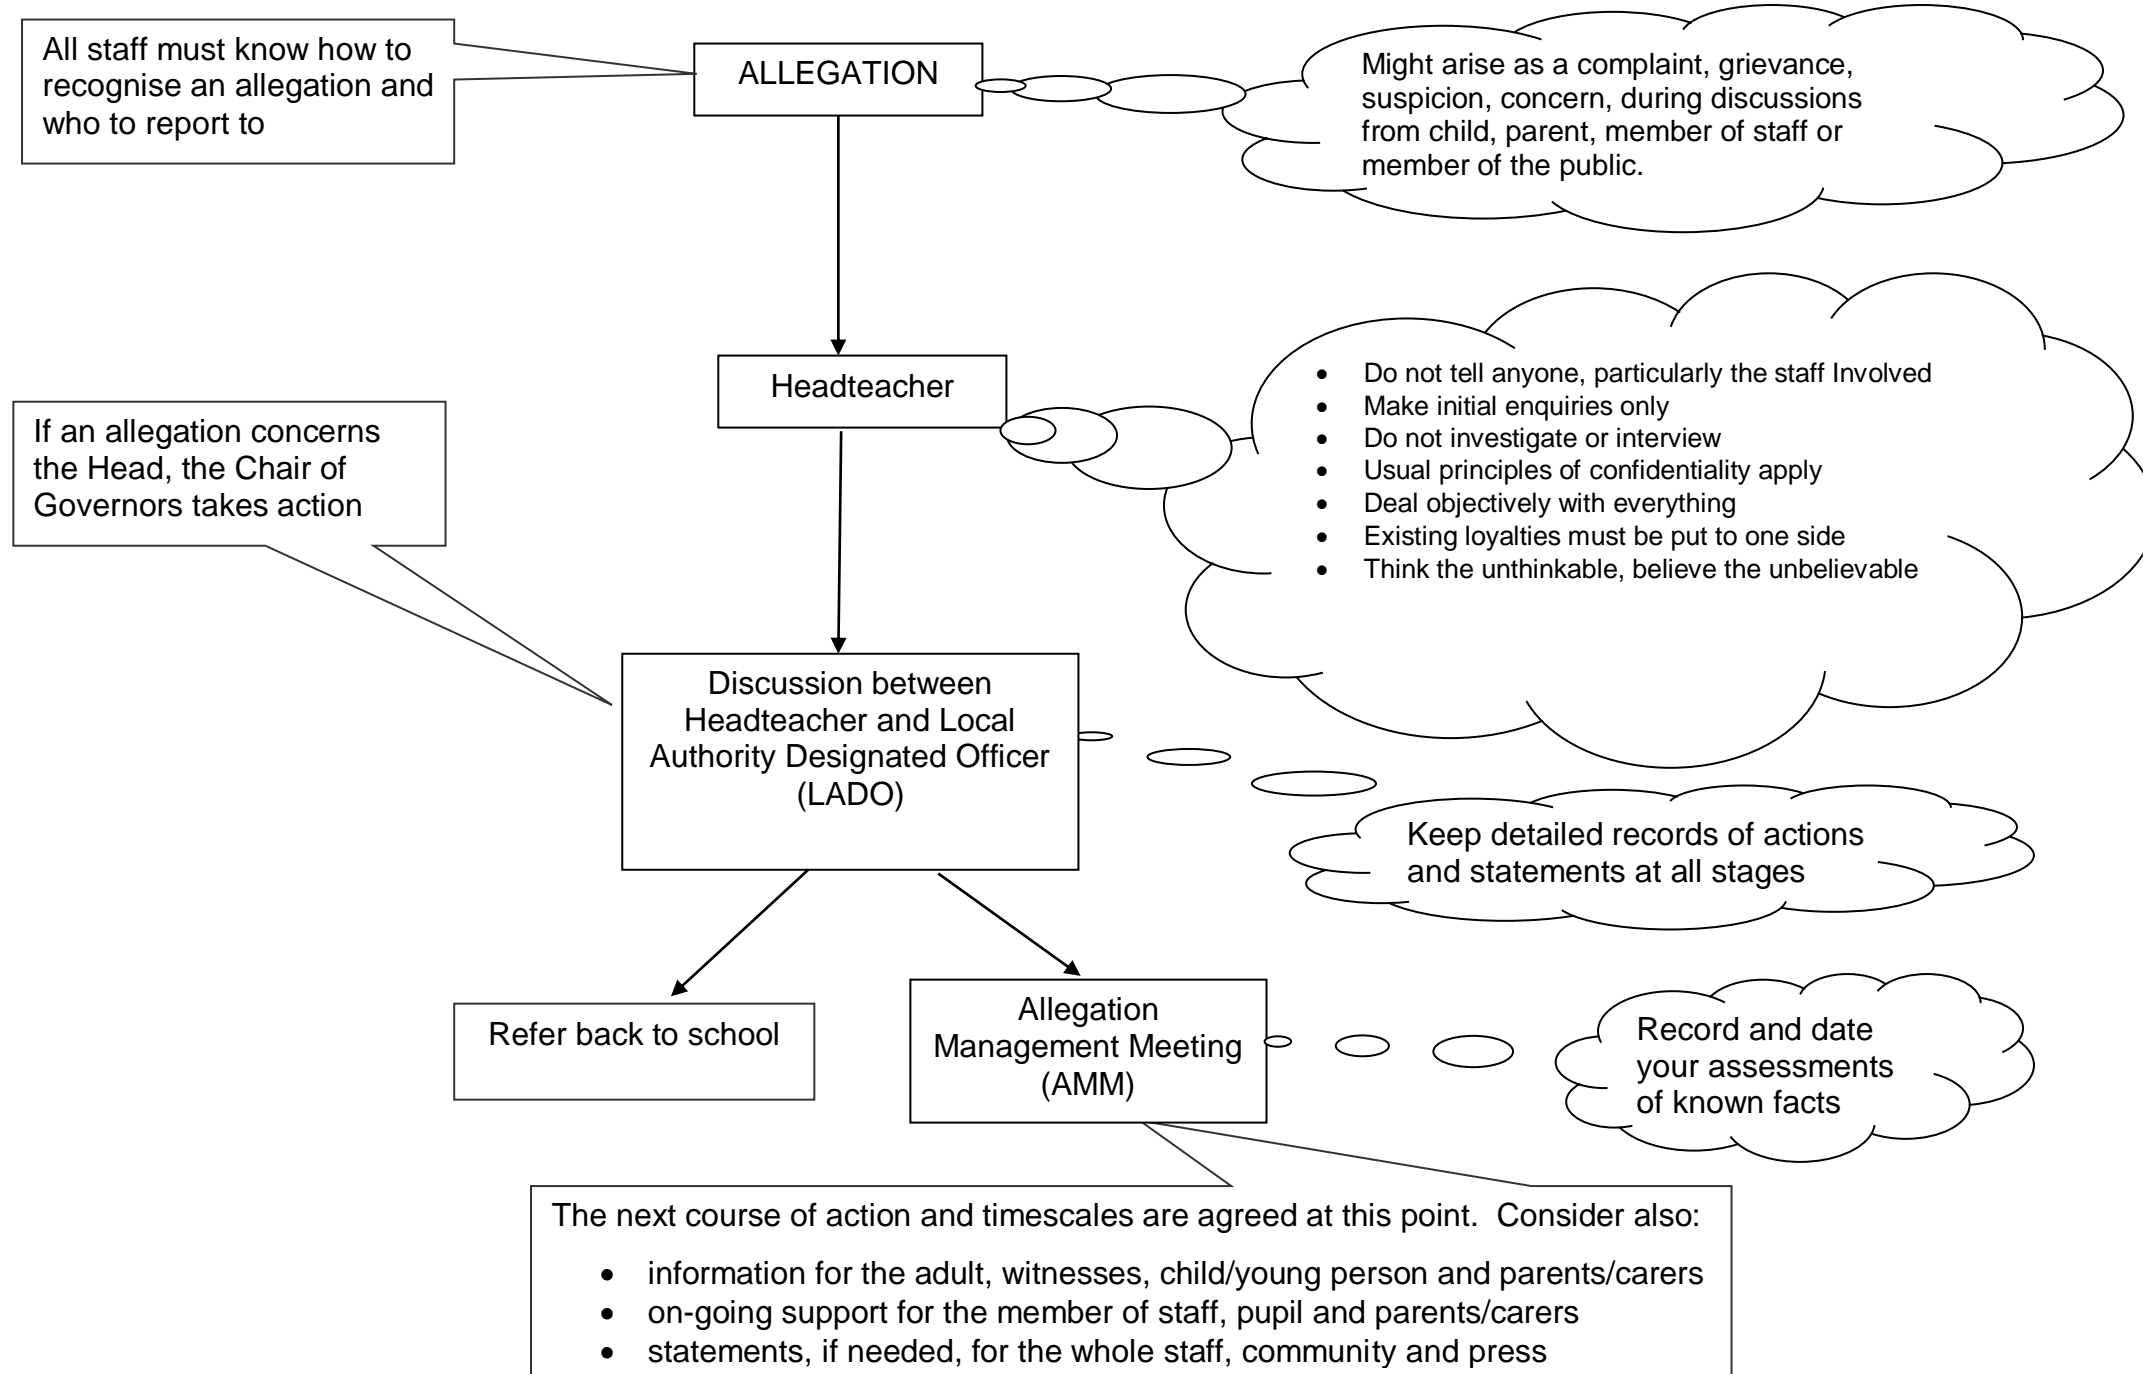 All staff must know how to
recognise an allegation and
who to report to
ALLEGATION
Might arise as a complaint, grievance,
suspicion, concern, during discussions
from child, parent, member of staff or
member of the public.
Headteacher
• Do not tell anyone, particularly the staff Involved
• Make initial enquiries only
• Do not investigate or interview
• Usual principles of confidentiality apply
• Deal objectively with everything
• Existing loyalties must be put to one side
• Think the unthinkable, believe the unbelievable
If an allegation concerns
the Head, the Chair of
Governors takes action
Discussion between
Headteacher and Local
Authority Designated Officer
(LADO)
Keep detailed records of actions
and statements at all stages
Refer back to school
Allegation
Management Meeting
(AMM)
Record and date
your assessments
of known facts
The next course of action and timescales are agreed at this point.  Consider also:
• information for the adult, witnesses, child/young person and parents/carers
• on-going support for the member of staff, pupil and parents/carers
• statements, if needed, for the whole staff, community and press